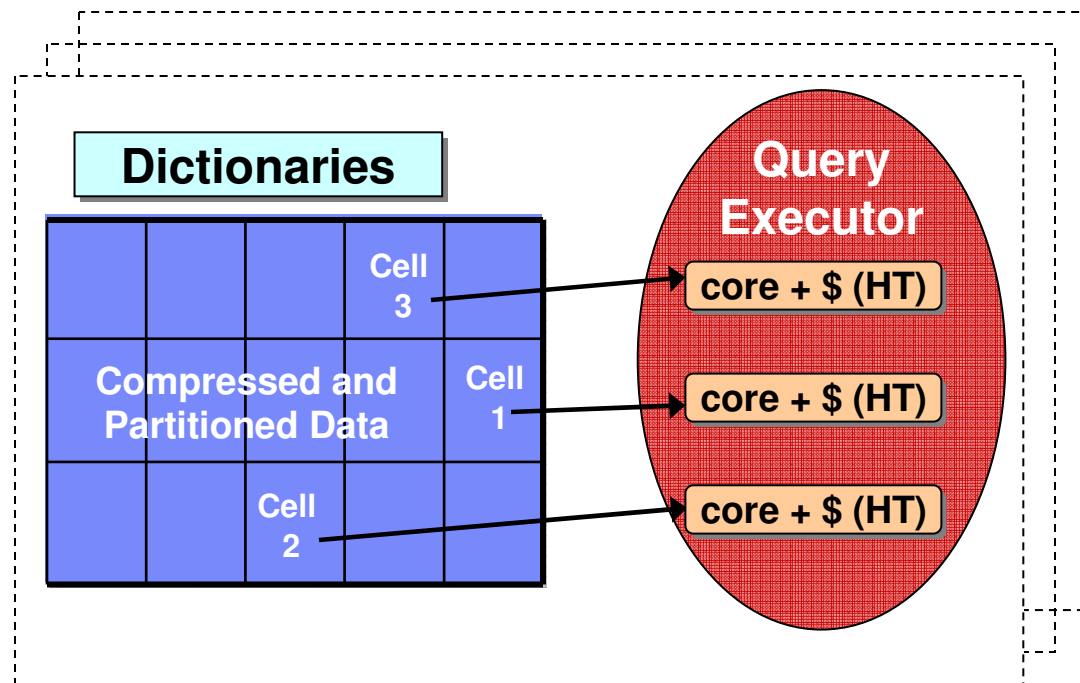 Dictionaries
Cell
3
Compressed and
Partitioned Data
Cell
1
Cell
2
Query
Executor
core + $ (HT)
core + $ (HT)
core + $ (HT)